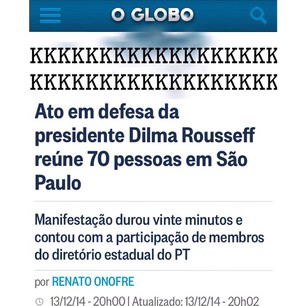 O GLOBO
KKKKKKKKKKKKKKKKKKK
KKKKKKKKKKKKKKKKKKK
Ato em defesa da
presidente Dilma Rousseff
reúne 70 pessoas em São
Paulo
Manifestação durou vinte minutos e
contou com a participação de membros
do diretório estadual do PT
por RENATO ONOFRE
13/12/14 - 20h00 | Atualizado: 13/12/14 - 20h02